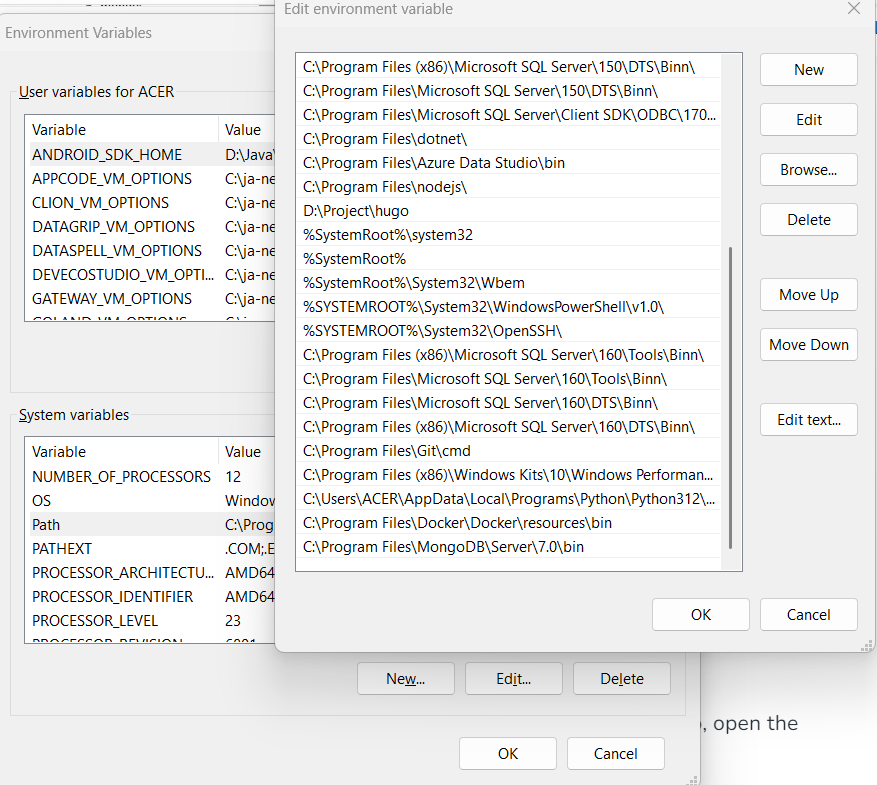 Edit environment variable
Environment Variables
User variables for ACER
Variable Value
ANDROID_SDK_HOME D:\Java\
APPCODE_VM_OPTIONS C:\ja-ne
CLION_VM_OPTIONS C:\ja-ne
DATAGRIP_VM_OPTIONS C:\ja-ne
DATASPELL_VM_OPTIONS C:\ja-ne
DEVECOSTUDIO_VM_OPTI... C:\ja-ne
GATEWAY_VM_OPTIONS C:\ja-ne
System variables
Variable Value
NUMBER_OF_PROCESSORS 12
OS Window
Path C:\Prog
PATHEXT .COM;.E
PROCESSOR_ARCHITECTU... AMD64
PROCESSOR_IDENTIFIER AMD64
PROCESSOR_LEVEL 23
New... Edit... Delete
OK Cancel
C:\Program Files (x86)\Microsoft SQL Server\150\DTS\Binn\
C:\Program Files\Microsoft SQL Server\150\DTS\Binn\
C:\Program Files\Microsoft SQL Server\Client SDK\ODBC\170...
C:\Program Files\dotnet\
C:\Program Files\Azure Data Studio\bin
C:\Program Files\nodejs\
D:\Project\hugo
%SystemRoot%\system32
%SystemRoot%
%SystemRoot%\System32\Wbem
%SYSTEMROOT%\System32\WindowsPowerShell\v1.0\
%SYSTEMROOT%\System32\OpenSSH\
C:\Program Files (x86)\Microsoft SQL Server\160\Tools\Binn\
C:\Program Files\Microsoft SQL Server\160\Tools\Binn\
C:\Program Files\Microsoft SQL Server\160\DTS\Binn\
C:\Program Files (x86)\Microsoft SQL Server\160\DTS\Binn\
C:\Program Files\Git\cmd
C:\Program Files (x86)\Windows Kits\10\Windows Performan...
C:\Users\ACER\AppData\Local\Programs\Python\Python312\...
C:\Program Files\Docker\Docker\resources\bin
C:\Program Files\MongoDB\Server\7.0\bin
New
Edit
Browse...
Delete
Move Up
Move Down
Edit text...
OK Cancel
, open the